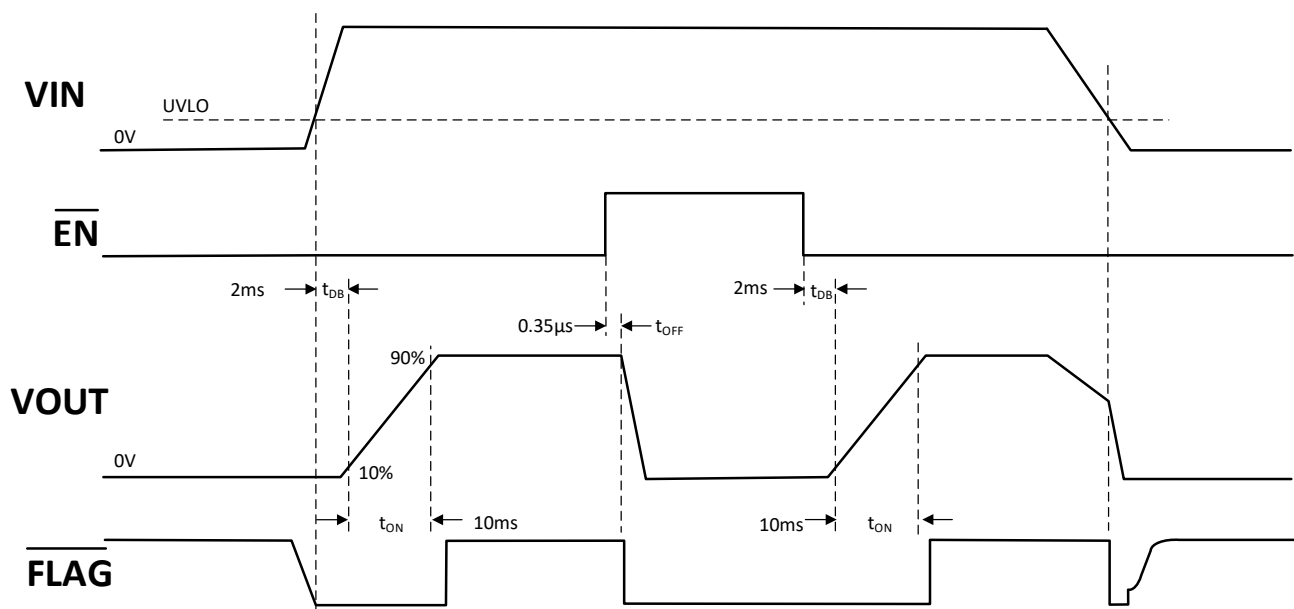 UVLO
VIN
0V
EN
2ms
tDB
2ms
tDB
0.35µs
tOFF
90%
VOUT
0V
10%
tON
10ms
10ms
tON
FLAG